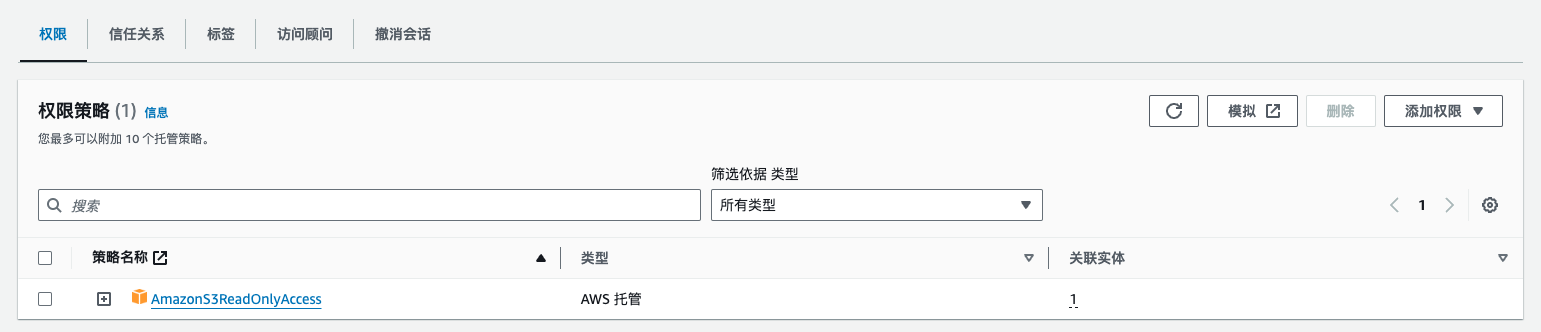 权限 信任关系 标签 访问顾问 撤消会话
权限策略 (1) 信息
模拟 删除 添加权限
您最多可以附加 10 个托管策略。
筛选依据 类型
搜索 所有类型 1
策略名称 类型 关联实体
AmazonS3ReadOnlyAccess AWS 托管 1